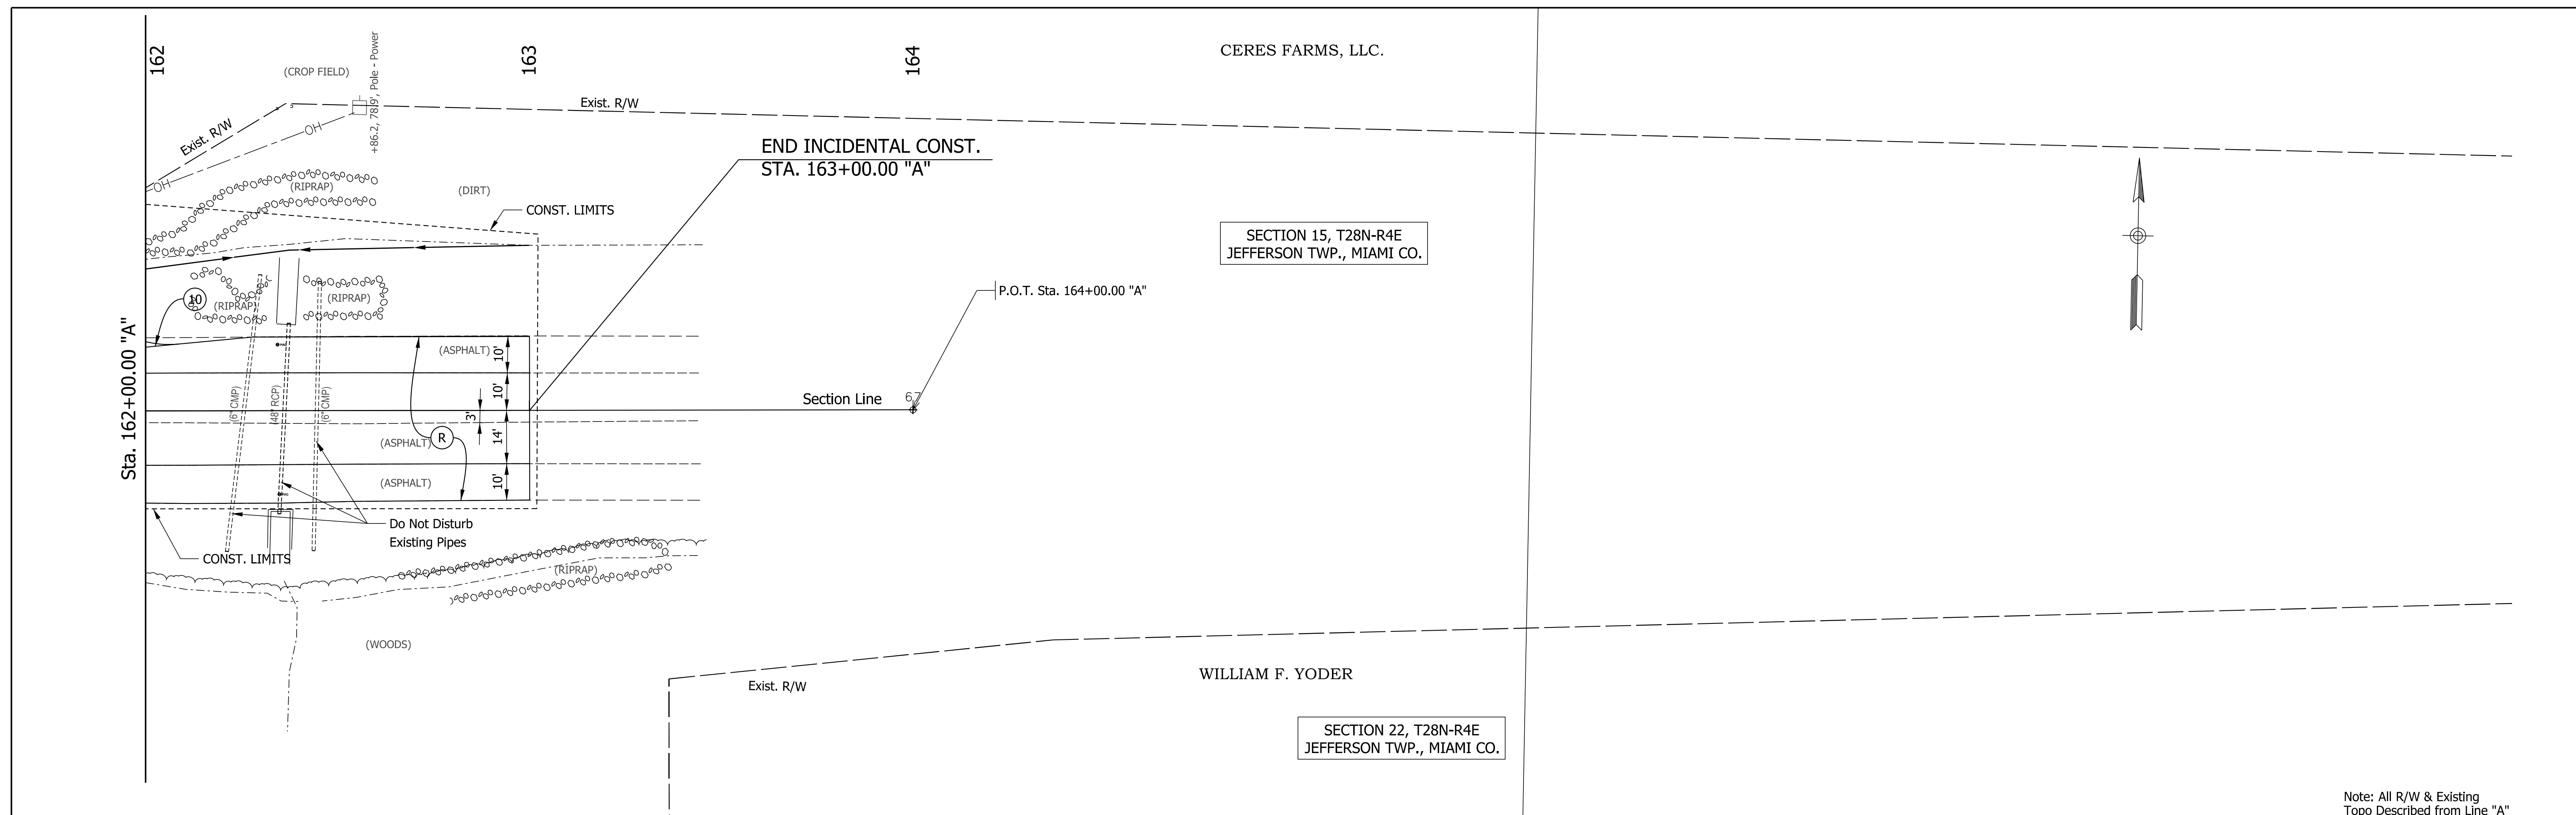 162
163
164
CERES FARMS, LLC.
(CROP FIELD)
+86.2, 78.9', Pole - Power
Exist. R/W
Exist. R/W
OH
OH
END INCIDENTAL CONST.
STA. 163+00.00 "A"
(RIPRAP)
(DIRT)
CONST. LIMITS
SECTION 15, T28N-R4E
JEFFERSON TWP., MIAMI CO.
P.O.T. Sta. 164+00.00 "A"
10
(RIPRAP)
(RIPRAP)
Sta. 162+00.00 "A"
(ASPHALT)
10'
10'
(6" CMP)
(48" RCP)
(6" CMP)
Section Line
67
3'
14'
R
(ASPHALT)
(ASPHALT)
10'
Do Not Disturb
Existing Pipes
CONST. LIMITS
(RIPRAP)
(WOODS)
Exist. R/W
WILLIAM F. YODER
SECTION 22, T28N-R4E
JEFFERSON TWP., MIAMI CO.
Note: All R/W & Existing
Topo Described from Line "A"